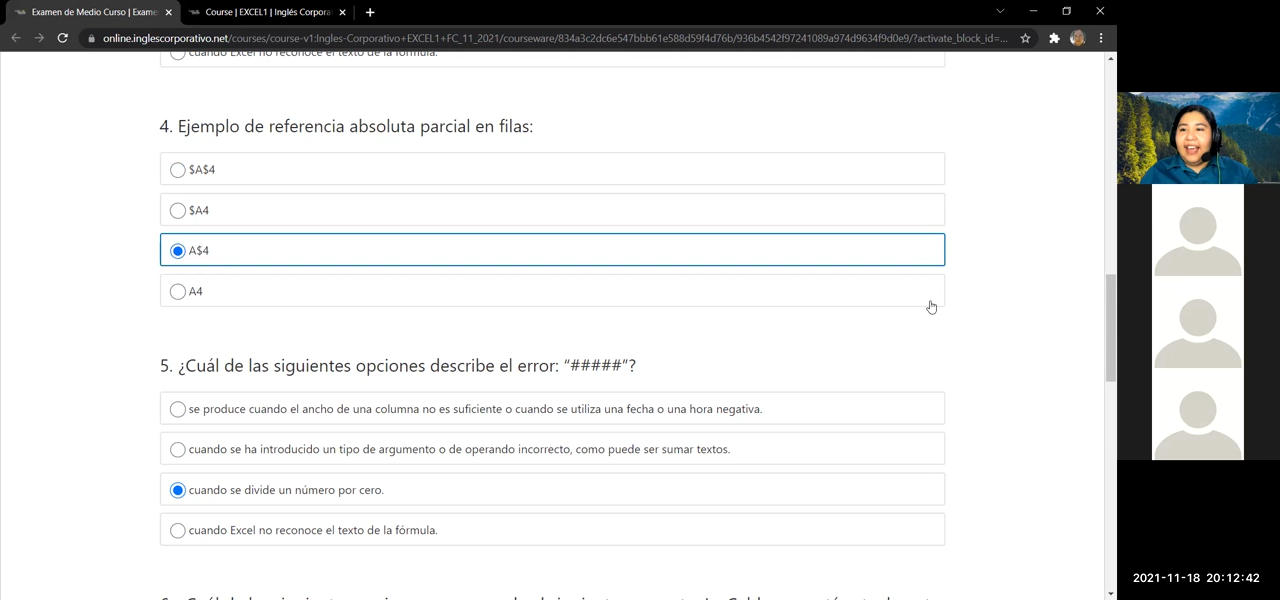 Examen de Medio Curso | Exame
Course | EXCEL1 | Inglés Corpora
online.inglescorporativo.net/courses/course-v1:Ingles-Corporativo+EXCEL1+FC_11_2021/courseware/834a3c2dc6e547bbb61e588d59f4d76b/936b4542f97241089a974d9634f9d0e9/?activate_block_id=...
cuando Excel no reconoce el texto de la fórmula.
4. Ejemplo de referencia absoluta parcial en filas:
$A$4
$A4
A$4
A4
5. ¿Cuál de las siguientes opciones describe el error: “#####”?
se produce cuando el ancho de una columna no es suficiente o cuando se utiliza una fecha o una hora negativa.
cuando se ha introducido un tipo de argumento o de operando incorrecto, como puede ser sumar textos.
cuando se divide un número por cero.
cuando Excel no reconoce el texto de la fórmula.
2021-11-18 20:12:42